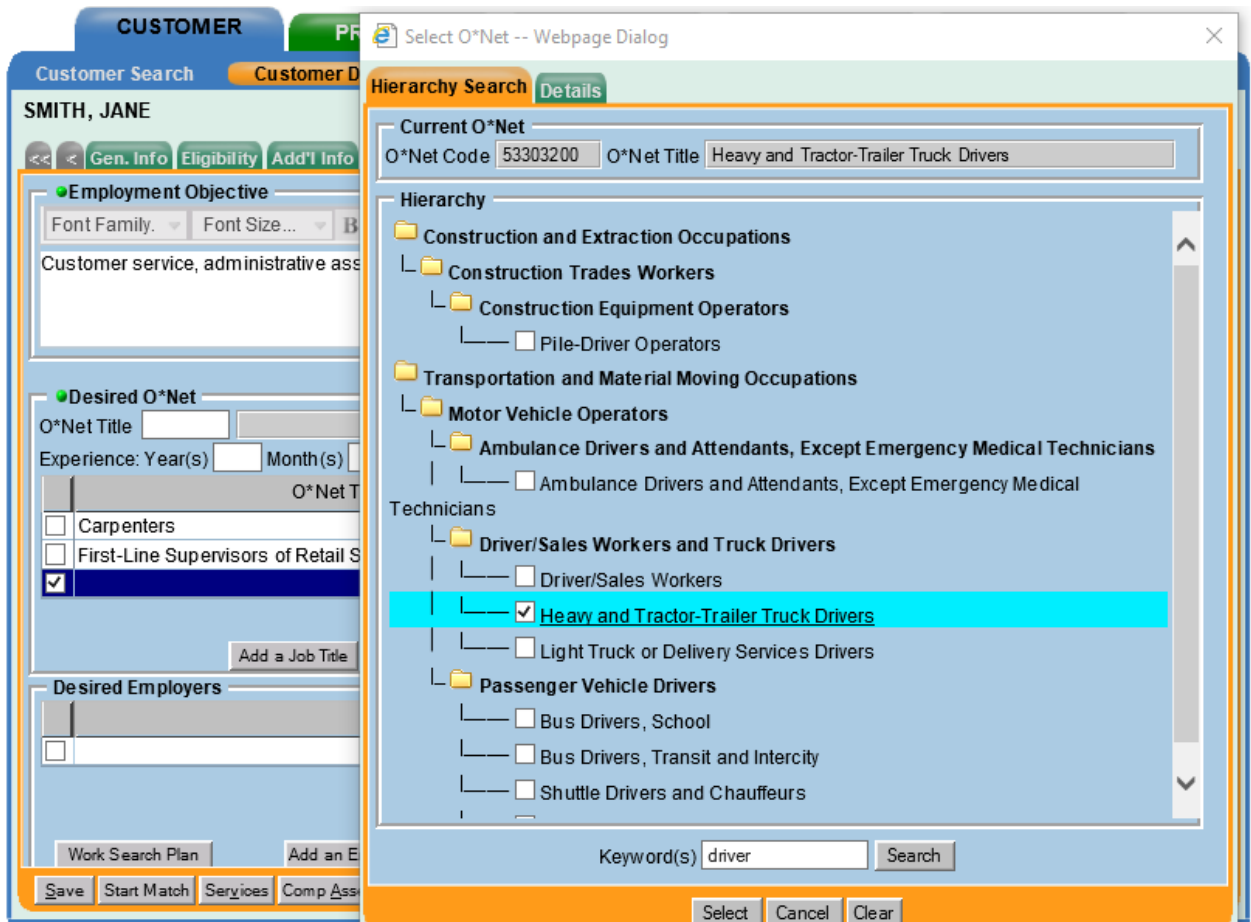 CUSTOMER
PR
Customer Search
Customer D
SMITH, JANE
<<
<
Gen. Info
Eligibility
Add'l Info
Employment Objective
Font Family.
Font Size...
B
Customer service, administrative ass
Desired O*Net
O*Net Title
Experience: Year(s)
Month(s)
O*Net T
Carpenters
First-Line Supervisors of Retail S
Add a Job Title
Desired Employers
Work Search Plan
Add an E
Save
Start Match
Services
Comp Asse
Select O*Net -- Webpage Dialog
Hierarchy Search
Details
Current O*Net
O*Net Code 53303200 O*Net Title Heavy and Tractor-Trailer Truck Drivers
Hierarchy
Construction and Extraction Occupations
Construction Trades Workers
Construction Equipment Operators
Pile-Driver Operators
Transportation and Material Moving Occupations
Motor Vehicle Operators
Ambulance Drivers and Attendants, Except Emergency Medical Technicians
Ambulance Drivers and Attendants, Except Emergency Medical
Technicians
Driver/Sales Workers and Truck Drivers
Driver/Sales Workers
Heavy and Tractor-Trailer Truck Drivers
Light Truck or Delivery Services Drivers
Passenger Vehicle Drivers
Bus Drivers, School
Bus Drivers, Transit and Intercity
Shuttle Drivers and Chauffeurs
Keyword(s) driver Search
Select
Cancel
Clear